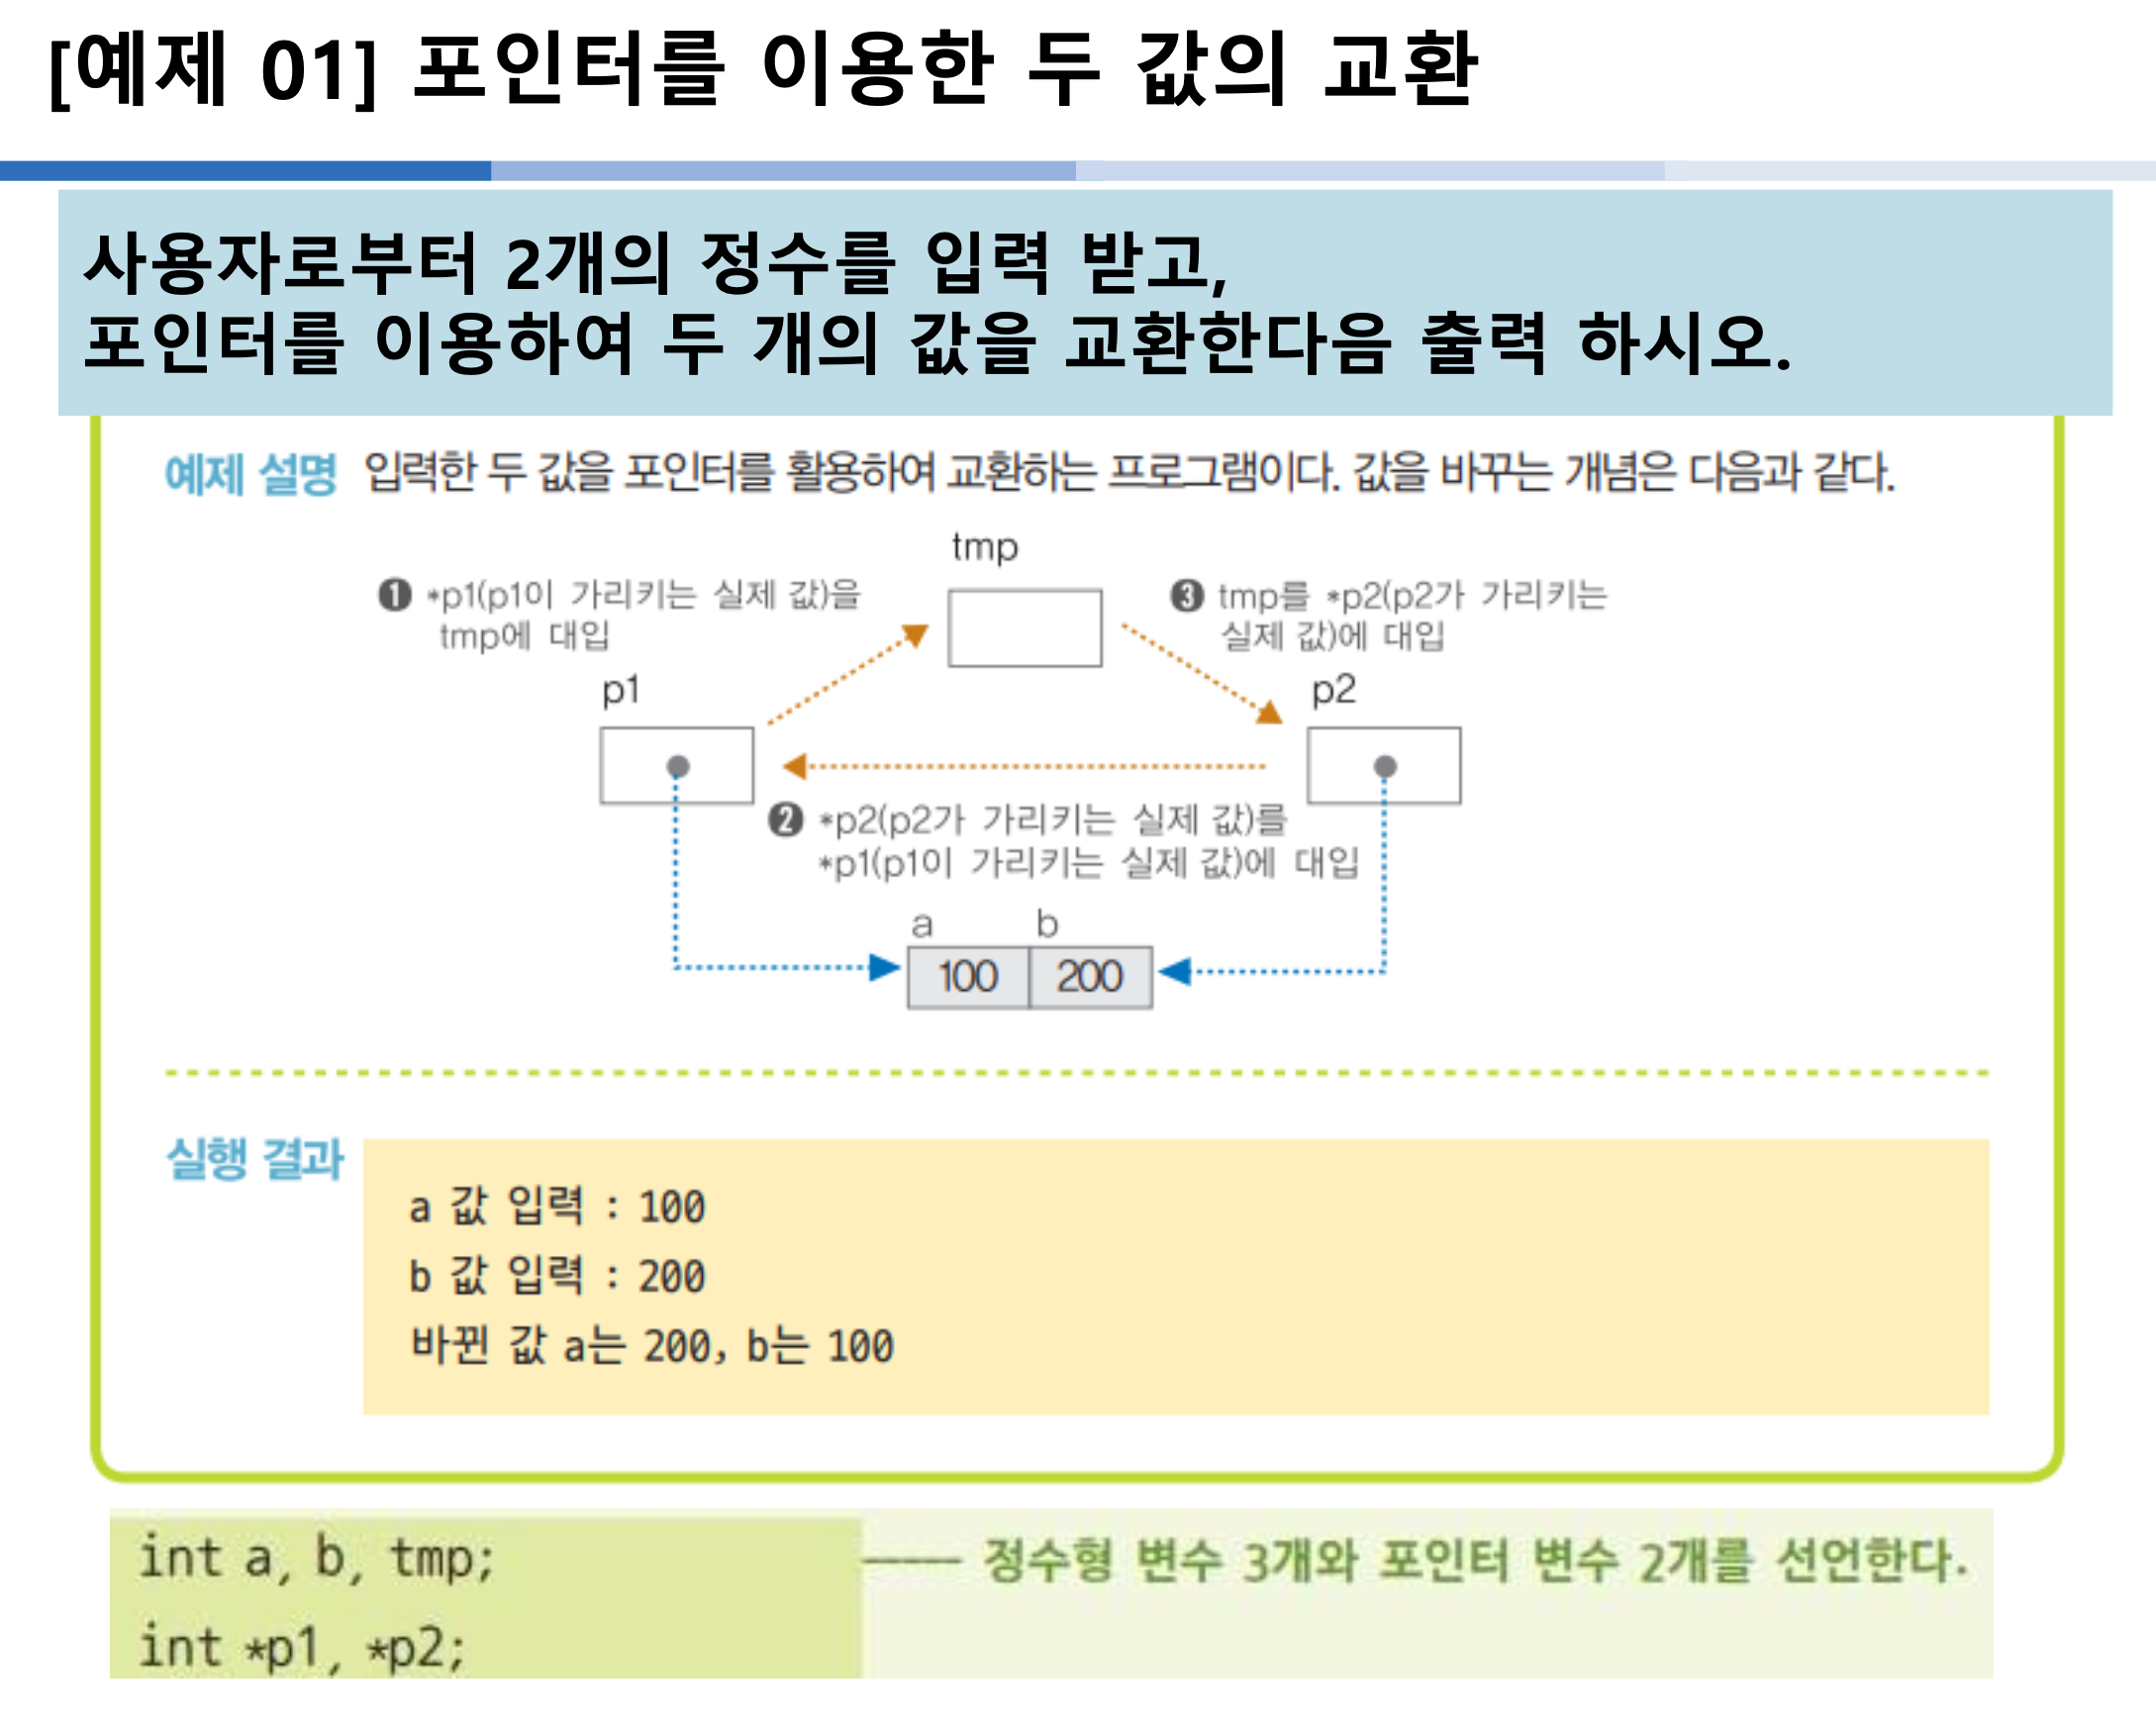 [예제 01] 포인터를 이용한 두 값의 교환
사용자로부터 2개의 정수를 입력 받고,
포인터를 이용하여 두 개의 값을 교환한다음 출력 하시오.
예제 설명 입력한 두 값을 포인터를 활용하여 교환하는 프로그램이다. 값을 바꾸는 개념은 다음과 같다.
tmp
❶ *p1(p1이 가리키는 실제 값)을
tmp에 대입
❸ tmp를 *p2(p2가 가리키는
실제 값)에 대입
p1
p2
❷ *p2(p2가 가리키는 실제 값)를
*p1(p1이 가리키는 실제 값)에 대입
a b
100 200
실행 결과
a 값 입력 : 100
b 값 입력 : 200
바뀐 값 a는 200, b는 100
int a, b, tmp; 정수형 변수 3개와 포인터 변수 2개를 선언한다.
int *p1, *p2;